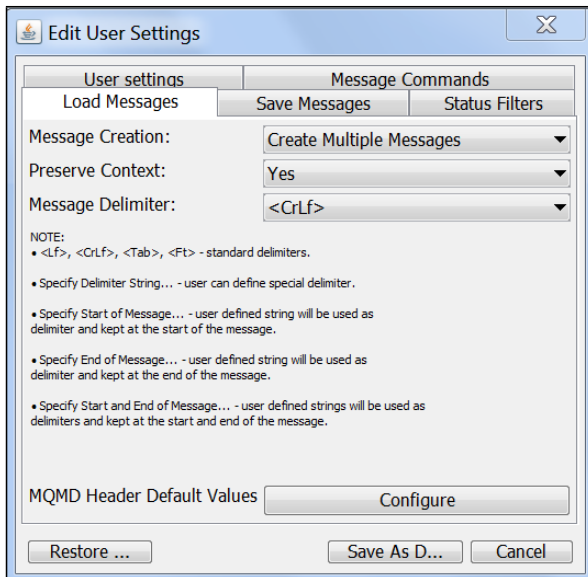 Edit User Settings
User settings
Message Commands
Load Messages
Save Messages
Status Filters
Message Creation:
Create Multiple Messages
Preserve Context:
Yes
Message Delimiter:
<CrLf>
NOTE:
• <Lf>, <CrLf>, <Tab>, <Ft> - standard delimiters.
• Specify Delimiter String... - user can define special delimiter.
• Specify Start of Message... - user defined string will be used as
delimiter and kept at the start of the message.
• Specify End of Message... - user defined string will be used as
delimiter and kept at the end of the message.
• Specify Start and End of Message... - user defined strings will be used as
delimiters and kept at the start and end of the message.
MQMD Header Default Values
Configure
Restore ...
Save As D...
Cancel